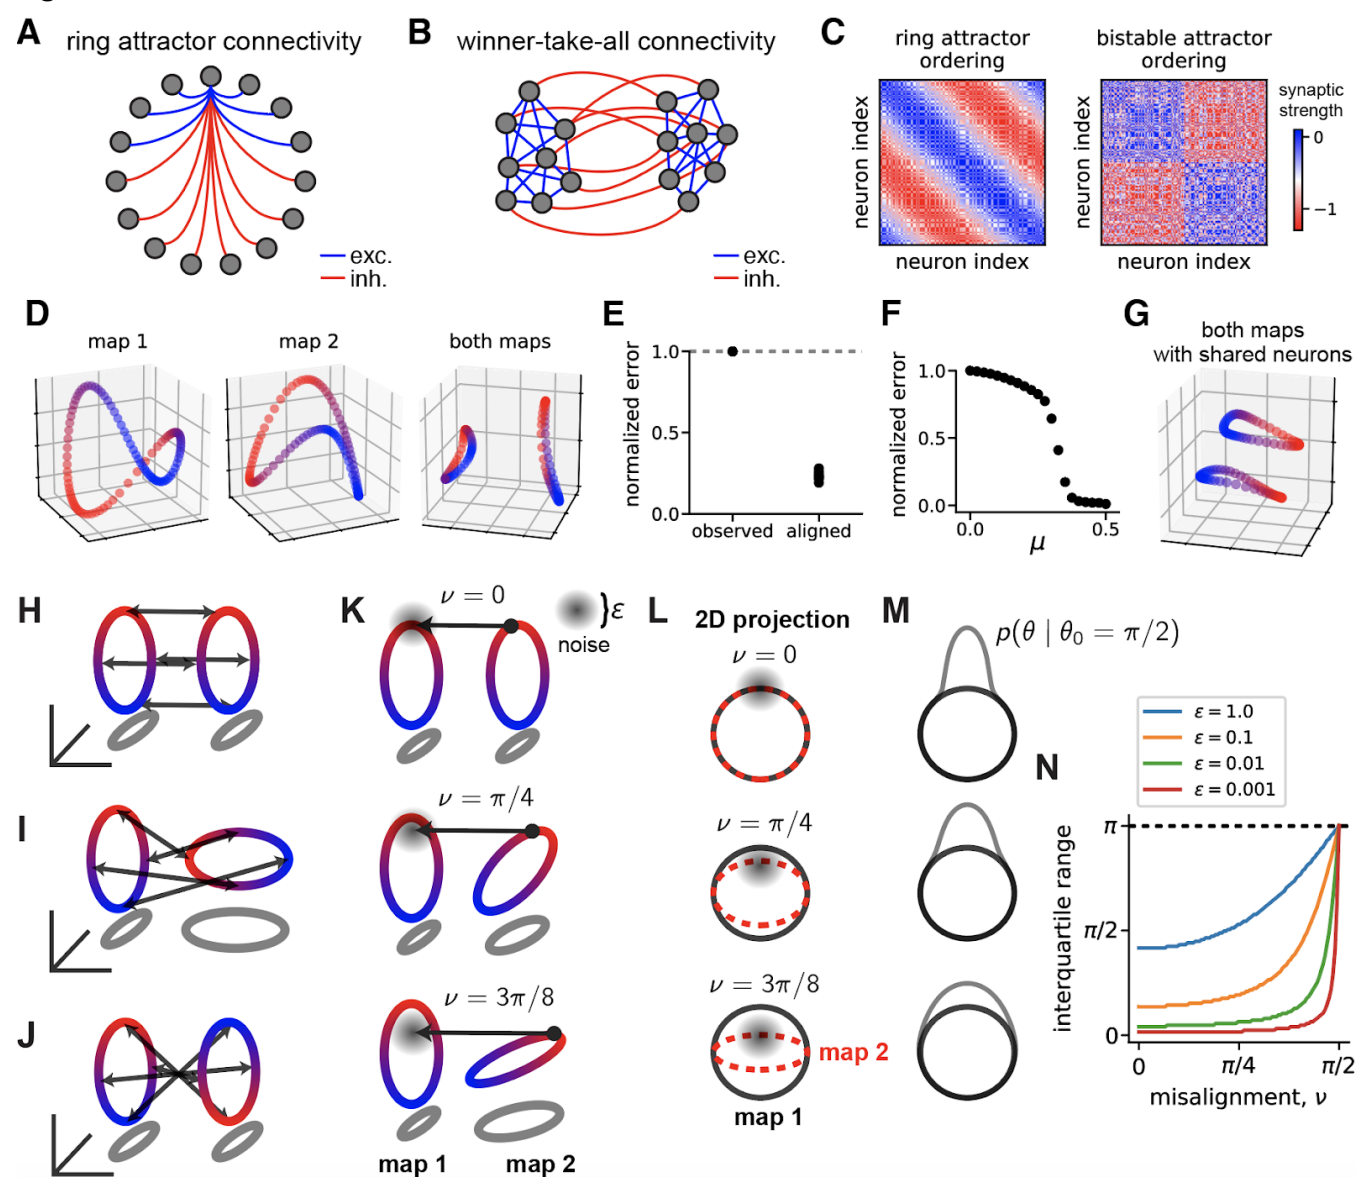 A
ring attractor connectivity
exc.
inh.
B
winner-take-all connectivity
exc.
inh.
C
ring attractor
ordering
neuron index
neuron index
bistable attractor
ordering
neuron index
neuron index
synaptic
strength
0
−1
D
map 1
map 2
both maps
E
normalized error
1.0
0.5
0.0
observed
aligned
F
normalized error
1.0
0.5
0.0
0.0
0.5
μ
G
both maps
with shared neurons
H
I
J
K
ν = 0
ε
noise
ν = π/4
ν = 3π/8
map 1
map 2
L
2D projection
ν = 0
ν = π/4
ν = 3π/8
map 2
map 1
M
p(θ | θ0 = π/2)
N
ε = 1.0
ε = 0.1
ε = 0.01
ε = 0.001
interquartile range
π
π/2
0
0
π/4
π/2
misalignment, ν